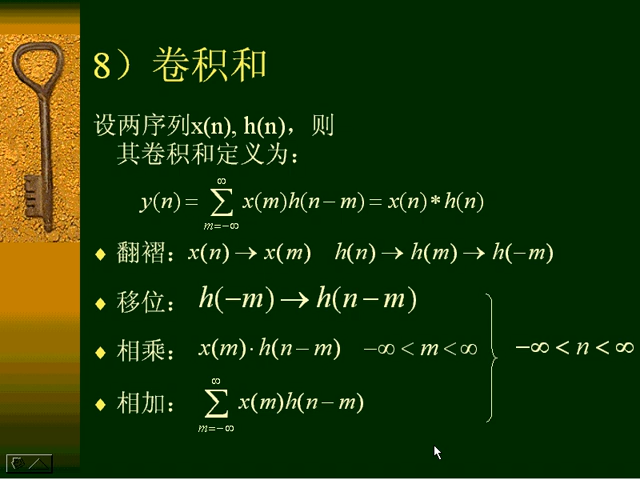 8）卷积和
设两序列x(n), h(n)，则
其卷积和定义为：
y(n) = ∑_{m=-∞}^{∞} x(m)h(n−m) = x(n)*h(n)
♦ 翻褶：x(n) → x(m) h(n) → h(m) → h(−m)
♦ 移位：h(−m) → h(n−m)
♦ 相乘：x(m)·h(n−m) −∞ < m < ∞ −∞ < n < ∞
♦ 相加：∑_{m=-∞}^{∞} x(m)h(n−m)